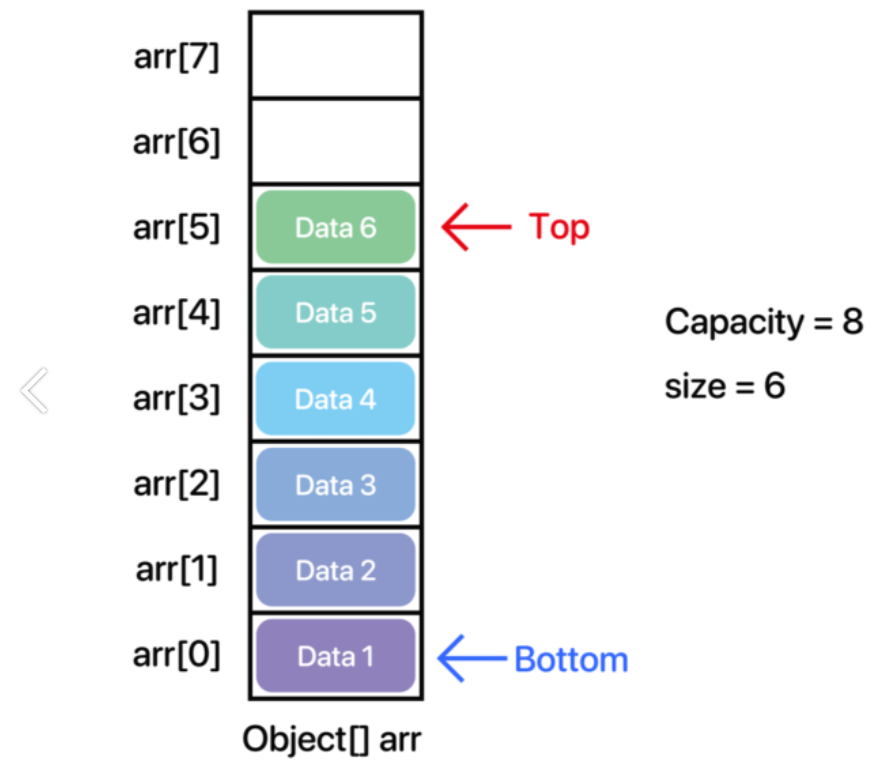 arr[7]
arr[6]
arr[5] Data 6 Top
arr[4] Data 5
Capacity = 8
size = 6
arr[3] Data 4
arr[2] Data 3
arr[1] Data 2
arr[0] Data 1 Bottom
Object[] arr